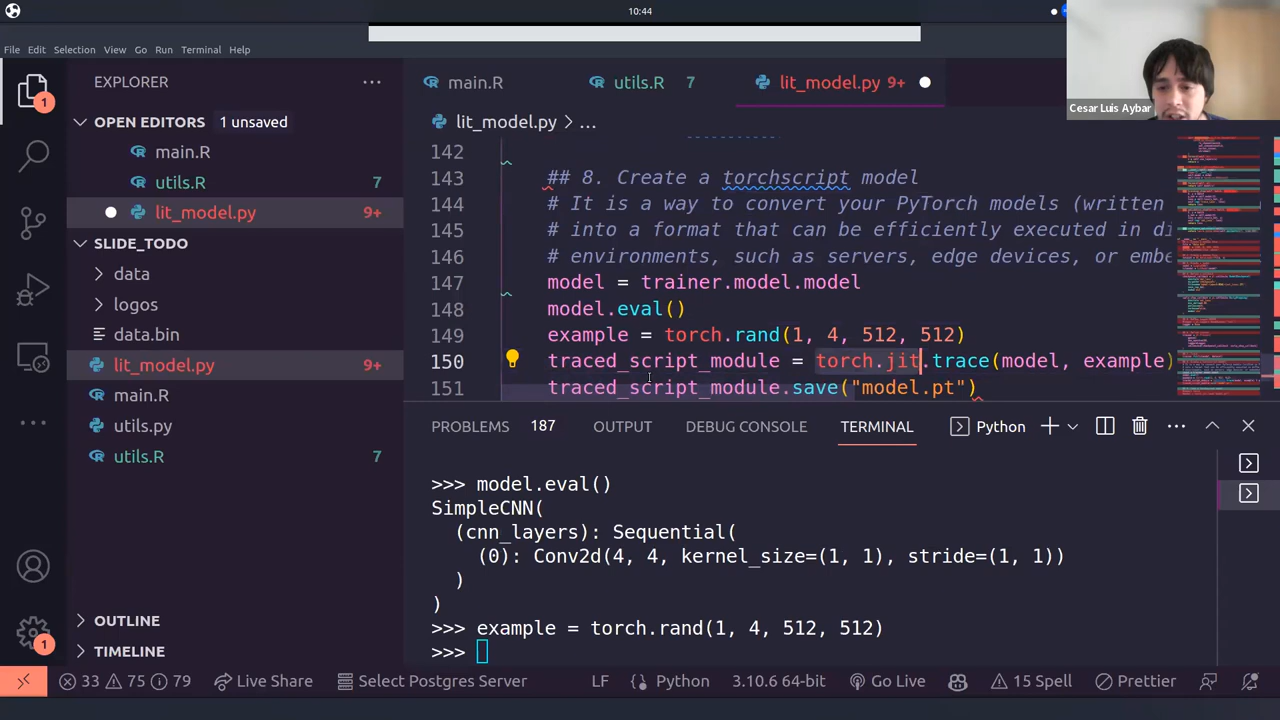 10:44
File Edit Selection View Go Run Terminal Help
Cesar Luis Aybar
EXPLORER
OPEN EDITORS 1 unsaved
main.R
utils.R 7
lit_model.py 9+
SLIDE_TODO
data
logos
data.bin
lit_model.py 9+
main.R
utils.py
utils.R 7
OUTLINE
TIMELINE
1
1
main.R utils.R 7 lit_model.py 9+
lit_model.py > ...
142
143 ## 8. Create a torchscript model
144 # It is a way to convert your PyTorch models (written
145 # into a format that can be efficiently executed in di
146 # environments, such as servers, edge devices, or embe
147 model = trainer.model.model
148 model.eval()
149 example = torch.rand(1, 4, 512, 512)
150 traced_script_module = torch.jit.trace(model, example)
151 traced_script_module.save("model.pt")
PROBLEMS 187 OUTPUT DEBUG CONSOLE TERMINAL Python
>>> model.eval()
SimpleCNN(
(cnn_layers): Sequential(
(0): Conv2d(4, 4, kernel_size=(1, 1), stride=(1, 1))
)
)
>>> example = torch.rand(1, 4, 512, 512)
>>>
33 75 79 Live Share Select Postgres Server LF Python 3.10.6 64-bit Go Live 15 Spell Prettier